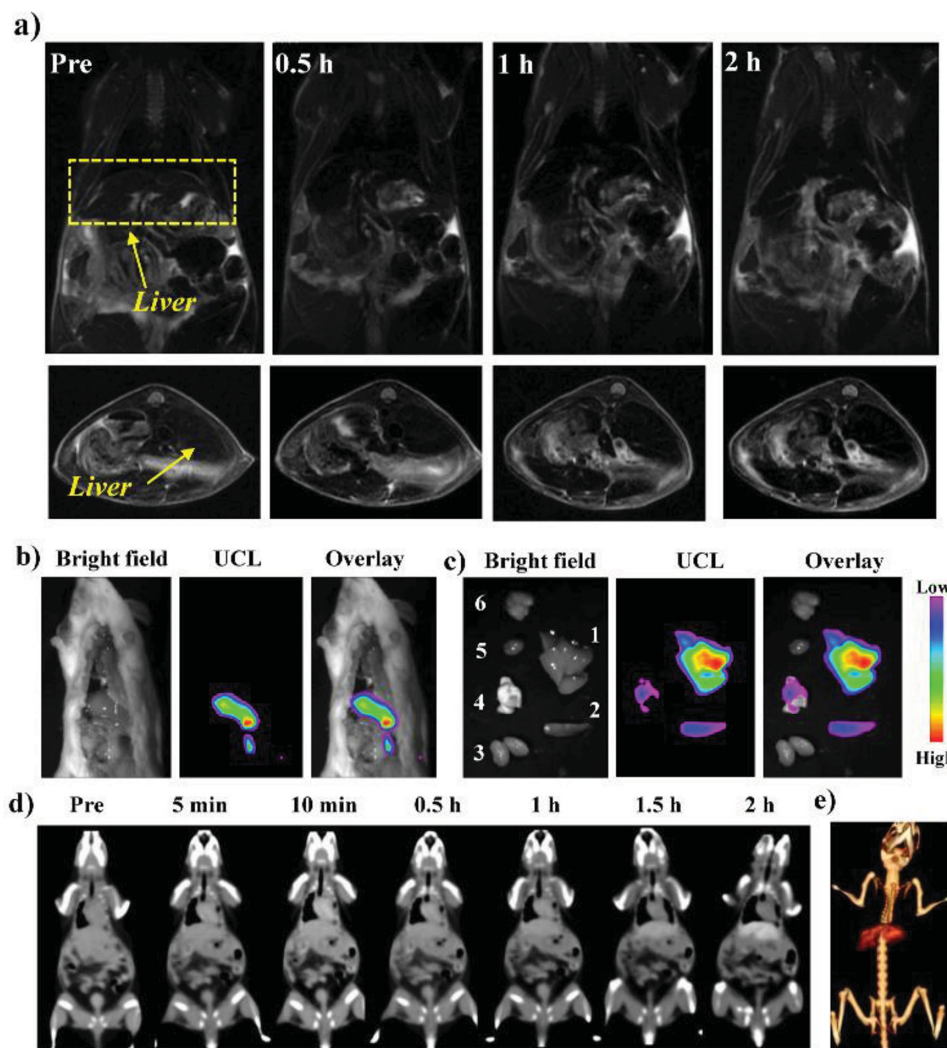 a)
Pre 0.5 h 1 h 2 h
Liver
Liver
b) Bright field UCL Overlay
c) Bright field UCL Overlay
Low
6
5
4
3
1
2
High
d) Pre 5 min 10 min 0.5 h 1 h 1.5 h 2 h
e)